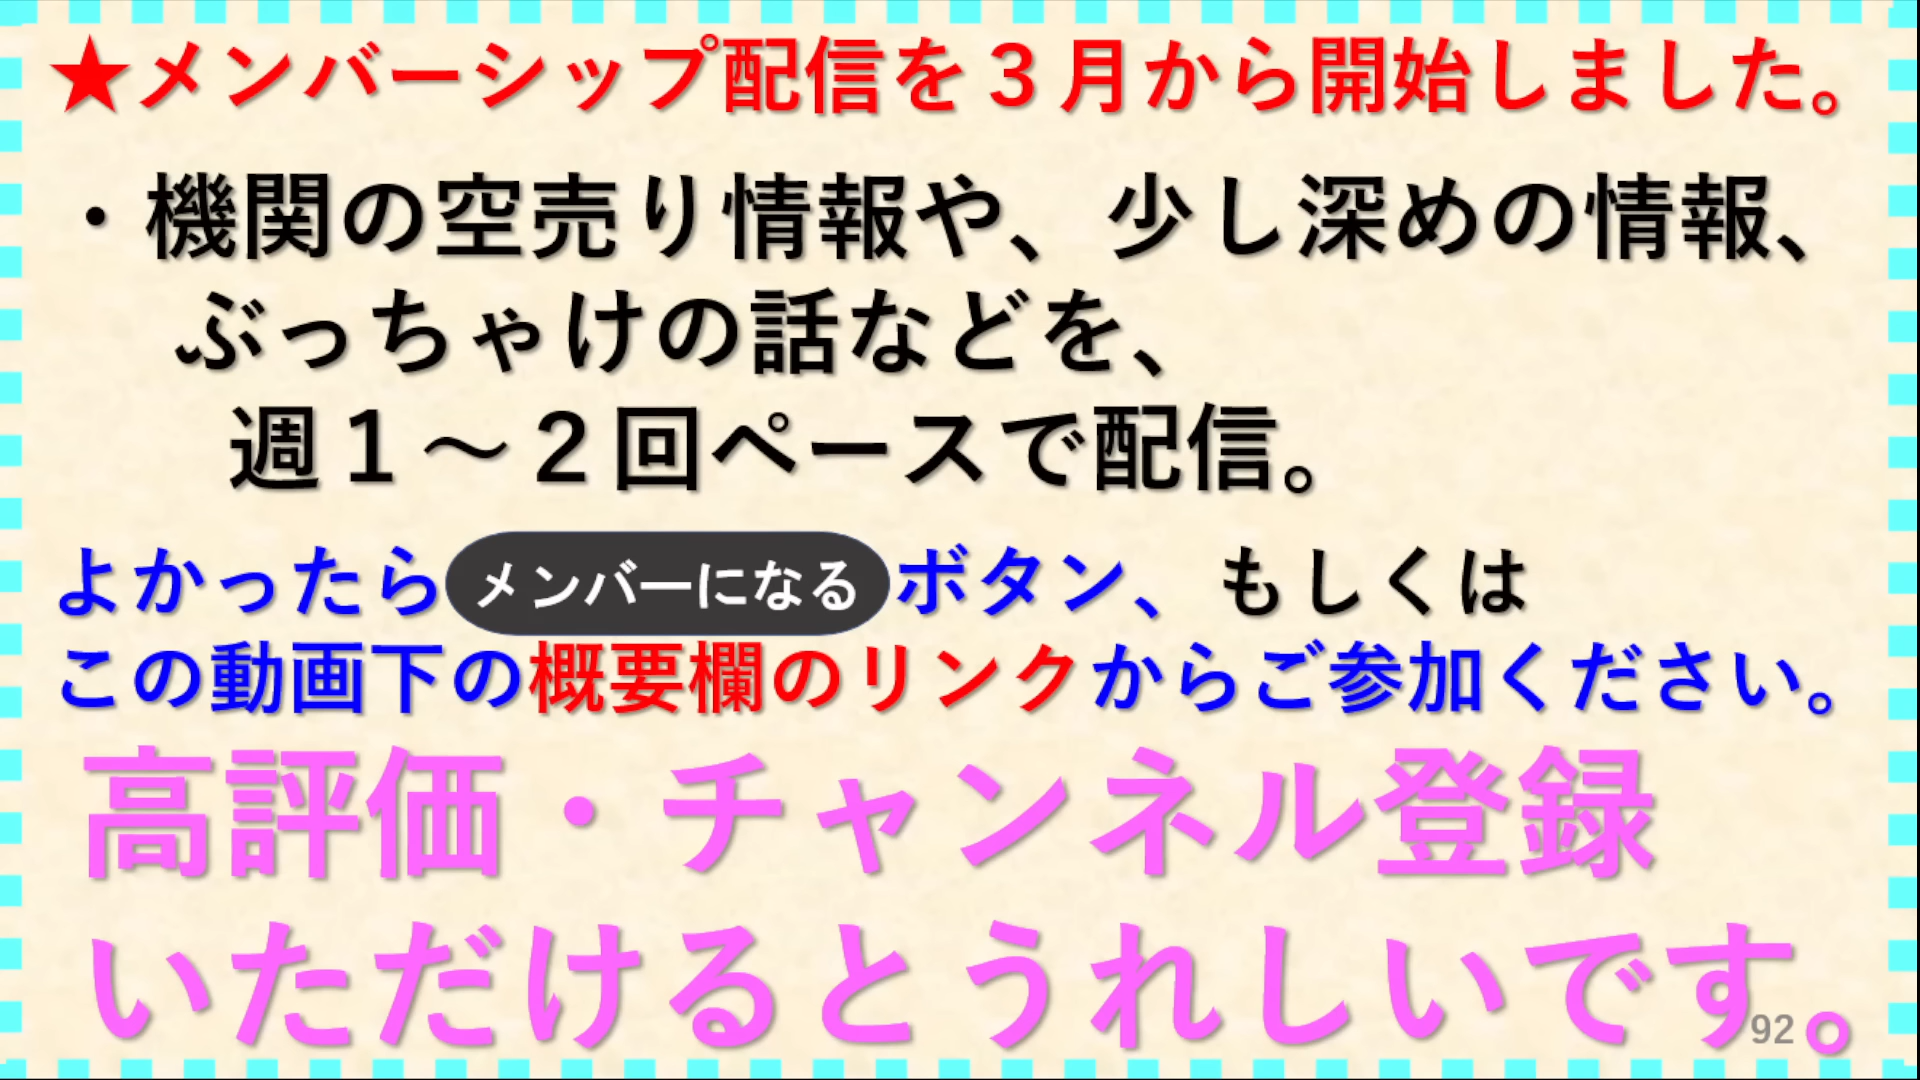 ★メンバーシップ配信を３月から開始しました。
・機関の空売り情報や、少し深めの情報、
ぶっちゃけの話などを、
週１～２回ペースで配信。
よかったらメンバーになるボタン、もしくは
この動画下の概要欄のリンクからご参加ください。
高評価・チャンネル登録
いただけるとうれしいです。
92